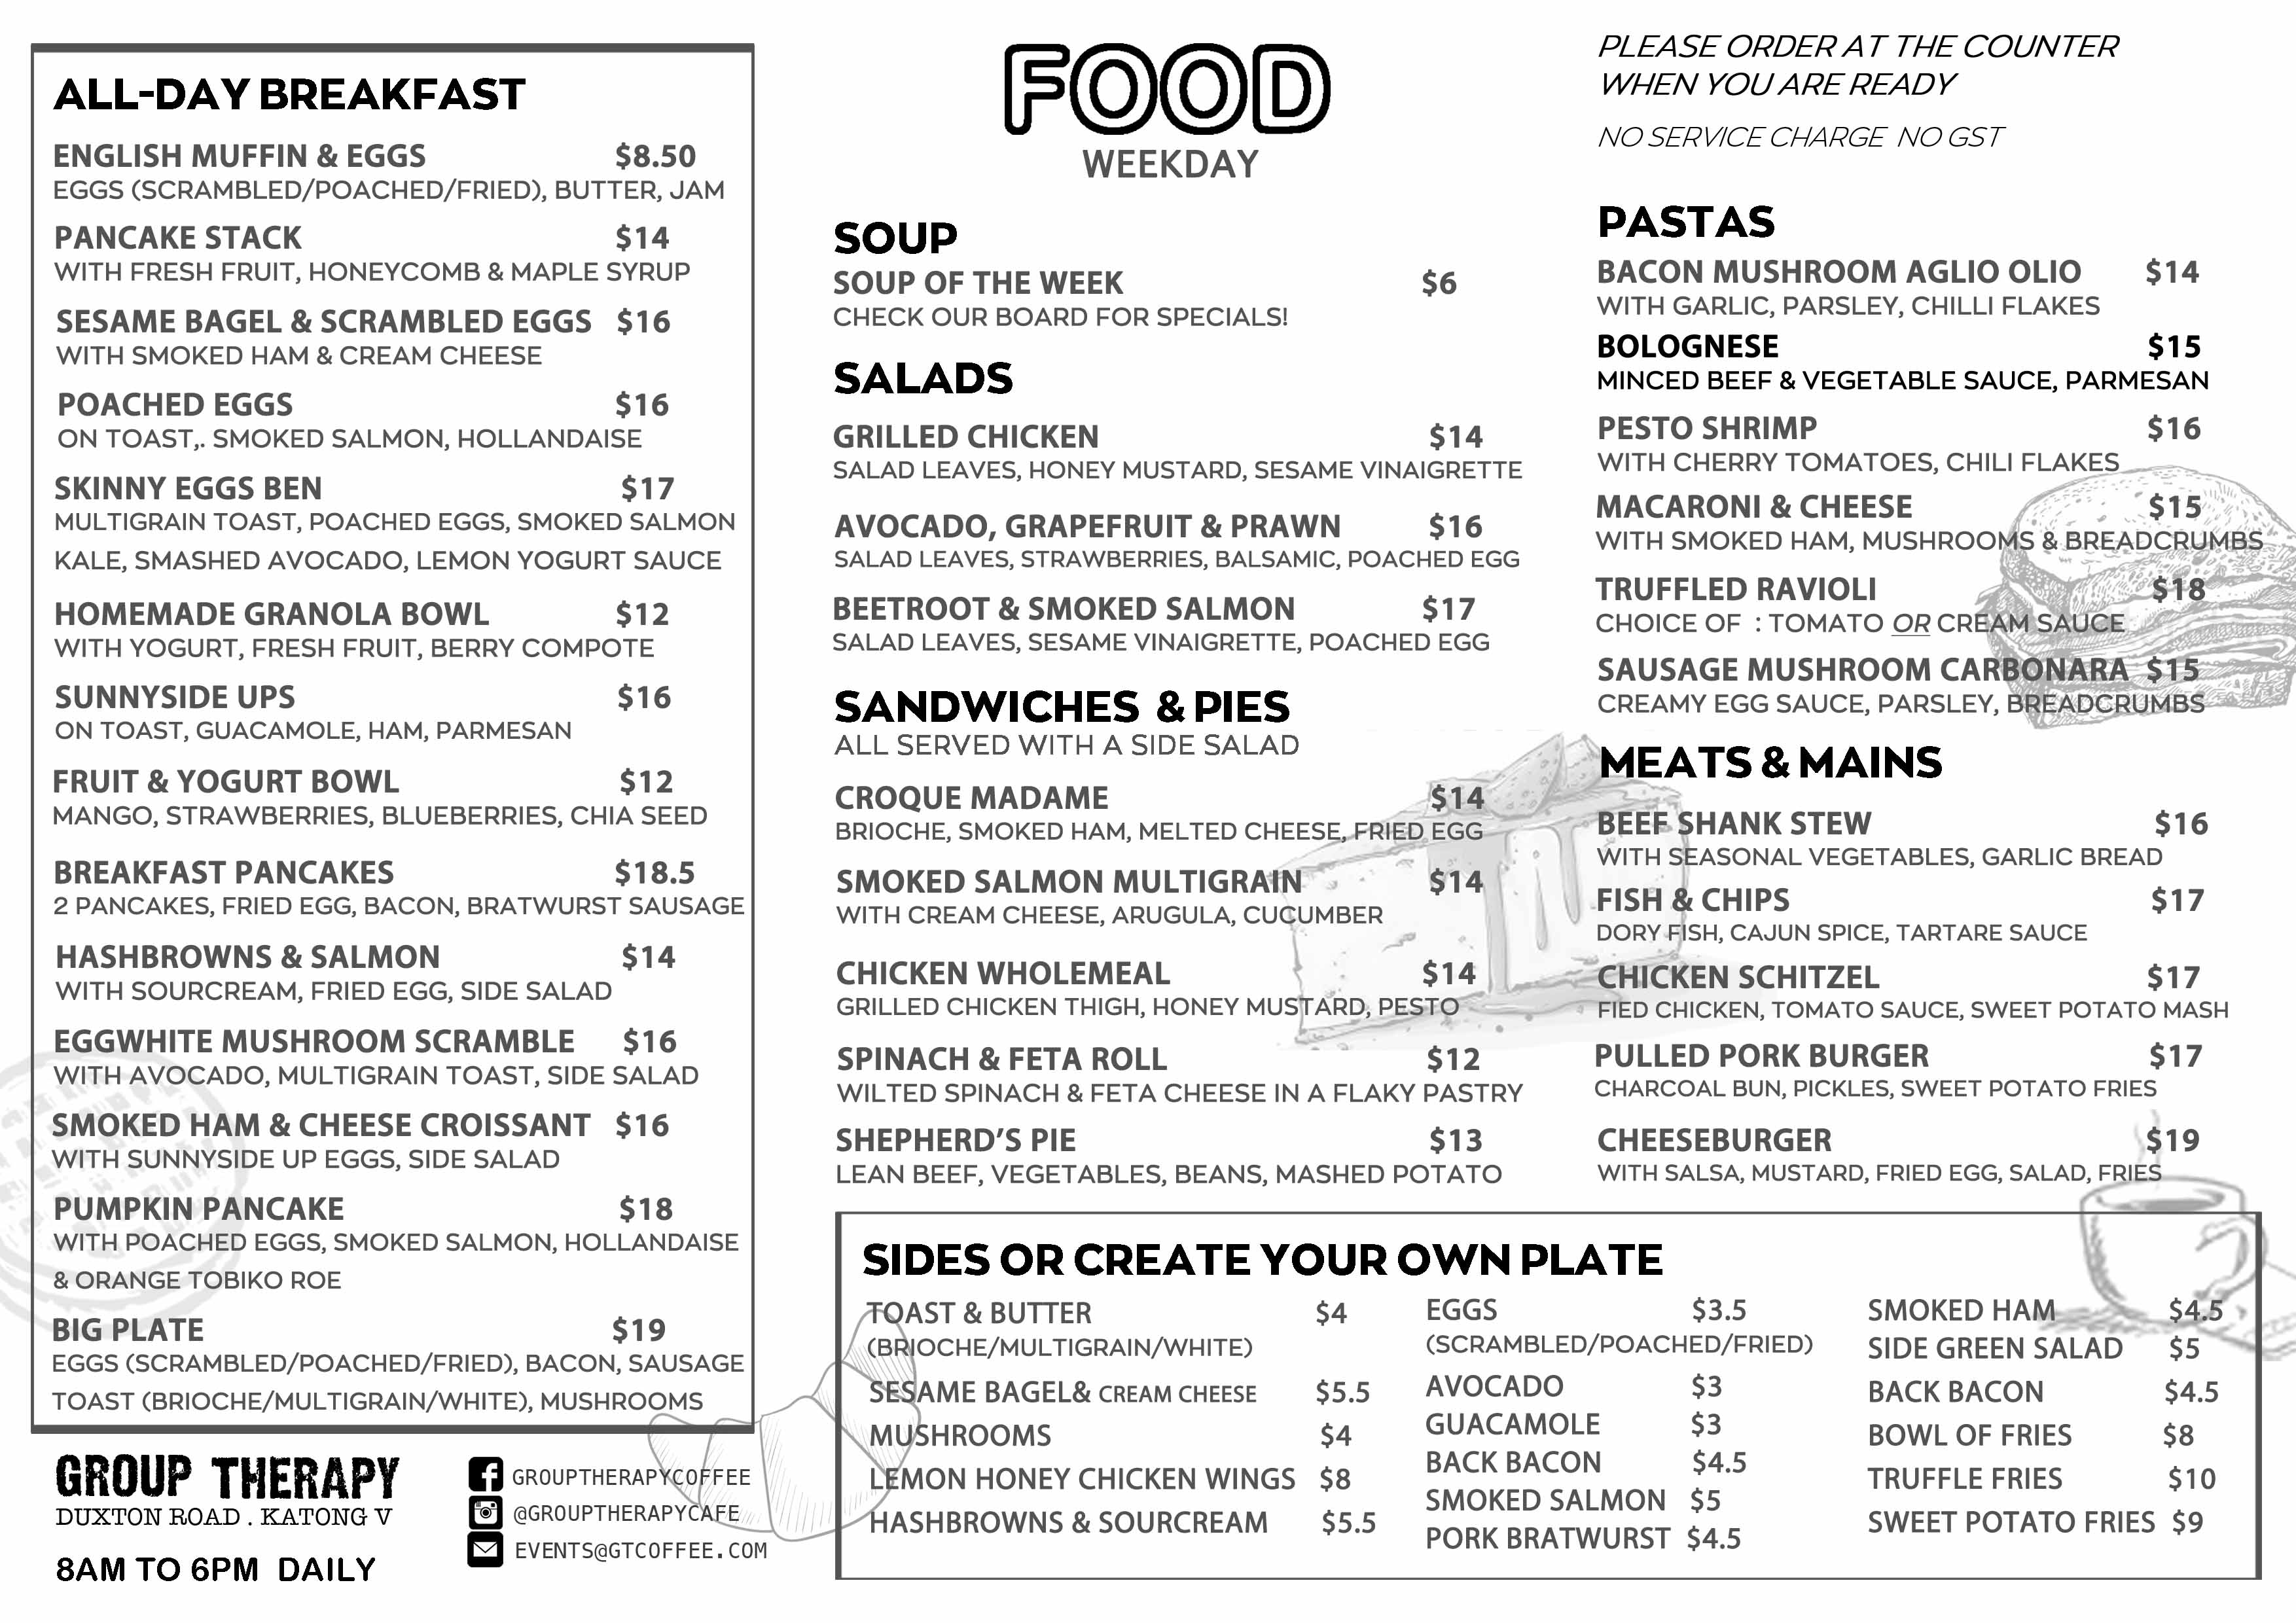 ALL-DAY BREAKFAST
ENGLISH MUFFIN & EGGS $8.50
EGGS (SCRAMBLED/POACHED/FRIED), BUTTER, JAM
PANCAKE STACK $14
WITH FRESH FRUIT, HONEYCOMB & MAPLE SYRUP
SESAME BAGEL & SCRAMBLED EGGS $16
WITH SMOKED HAM & CREAM CHEESE
POACHED EGGS $16
ON TOAST,. SMOKED SALMON, HOLLANDAISE
SKINNY EGGS BEN $17
MULTIGRAIN TOAST, POACHED EGGS, SMOKED SALMON
KALE, SMASHED AVOCADO, LEMON YOGURT SAUCE
HOMEMADE GRANOLA BOWL $12
WITH YOGURT, FRESH FRUIT, BERRY COMPOTE
SUNNYSIDE UPS $16
ON TOAST, GUACAMOLE, HAM, PARMESAN
FRUIT & YOGURT BOWL $12
MANGO, STRAWBERRIES, BLUEBERRIES, CHIA SEED
BREAKFAST PANCAKES $18.5
2 PANCAKES, FRIED EGG, BACON, BRATWURST SAUSAGE
HASHBROWNS & SALMON $14
WITH SOURCREAM, FRIED EGG, SIDE SALAD
EGGWHITE MUSHROOM SCRAMBLE $16
WITH AVOCADO, MULTIGRAIN TOAST, SIDE SALAD
SMOKED HAM & CHEESE CROISSANT $16
WITH SUNNYSIDE UP EGGS, SIDE SALAD
PUMPKIN PANCAKE $18
WITH POACHED EGGS, SMOKED SALMON, HOLLANDAISE
& ORANGE TOBIKO ROE
BIG PLATE $19
EGGS (SCRAMBLED/POACHED/FRIED), BACON, SAUSAGE
TOAST (BRIOCHE/MULTIGRAIN/WHITE), MUSHROOMS
GROUP THERAPY
DUXTON ROAD . KATONG V
8AM TO 6PM DAILY
GROUPTHERAPYCOFFEE
@GROUPTHERAPYCAFE
EVENTS@GTCOFFEE.COM
FOOD
WEEKDAY
SOUP
SOUP OF THE WEEK $6
CHECK OUR BOARD FOR SPECIALS!
SALADS
GRILLED CHICKEN $14
SALAD LEAVES, HONEY MUSTARD, SESAME VINAIGRETTE
AVOCADO, GRAPEFRUIT & PRAWN $16
SALAD LEAVES, STRAWBERRIES, BALSAMIC, POACHED EGG
BEETROOT & SMOKED SALMON $17
SALAD LEAVES, SESAME VINAIGRETTE, POACHED EGG
SANDWICHES & PIES
ALL SERVED WITH A SIDE SALAD
CROQUE MADAME $14
BRIOCHE, SMOKED HAM, MELTED CHEESE, FRIED EGG
SMOKED SALMON MULTIGRAIN $14
WITH CREAM CHEESE, ARUGULA, CUCUMBER
CHICKEN WHOLEMEAL $14
GRILLED CHICKEN THIGH, HONEY MUSTARD, PESTO
SPINACH & FETA ROLL $12
WILTED SPINACH & FETA CHEESE IN A FLAKY PASTRY
SHEPHERD'S PIE $13
LEAN BEEF, VEGETABLES, BEANS, MASHED POTATO
PLEASE ORDER AT THE COUNTER
WHEN YOU ARE READY
NO SERVICE CHARGE NO GST
PASTAS
BACON MUSHROOM AGLIO OLIO $14
WITH GARLIC, PARSLEY, CHILLI FLAKES
BOLOGNESE $15
MINCED BEEF & VEGETABLE SAUCE, PARMESAN
PESTO SHRIMP $16
WITH CHERRY TOMATOES, CHILI FLAKES
MACARONI & CHEESE $15
WITH SMOKED HAM, MUSHROOMS & BREADCRUMBS
TRUFFLED RAVIOLI $18
CHOICE OF : TOMATO OR CREAM SAUCE
SAUSAGE MUSHROOM CARBONARA $15
CREAMY EGG SAUCE, PARSLEY, BREADCRUMBS
MEATS & MAINS
BEEF SHANK STEW $16
WITH SEASONAL VEGETABLES, GARLIC BREAD
FISH & CHIPS $17
DORY FISH, CAJUN SPICE, TARTARE SAUCE
CHICKEN SCHITZEL $17
FIED CHICKEN, TOMATO SAUCE, SWEET POTATO MASH
PULLED PORK BURGER $17
CHARCOAL BUN, PICKLES, SWEET POTATO FRIES
CHEESEBURGER $19
WITH SALSA, MUSTARD, FRIED EGG, SALAD, FRIES
SIDES OR CREATE YOUR OWN PLATE
TOAST & BUTTER $4
(BRIOCHE/MULTIGRAIN/WHITE)
SESAME BAGEL& CREAM CHEESE $5.5
MUSHROOMS $4
LEMON HONEY CHICKEN WINGS $8
HASHBROWNS & SOURCREAM $5.5
EGGS $3.5
(SCRAMBLED/POACHED/FRIED)
AVOCADO $3
GUACAMOLE $3
BACK BACON $4.5
SMOKED SALMON $5
PORK BRATWURST $4.5
SMOKED HAM $4.5
SIDE GREEN SALAD $5
BACK BACON $4.5
BOWL OF FRIES $8
TRUFFLE FRIES $10
SWEET POTATO FRIES $9